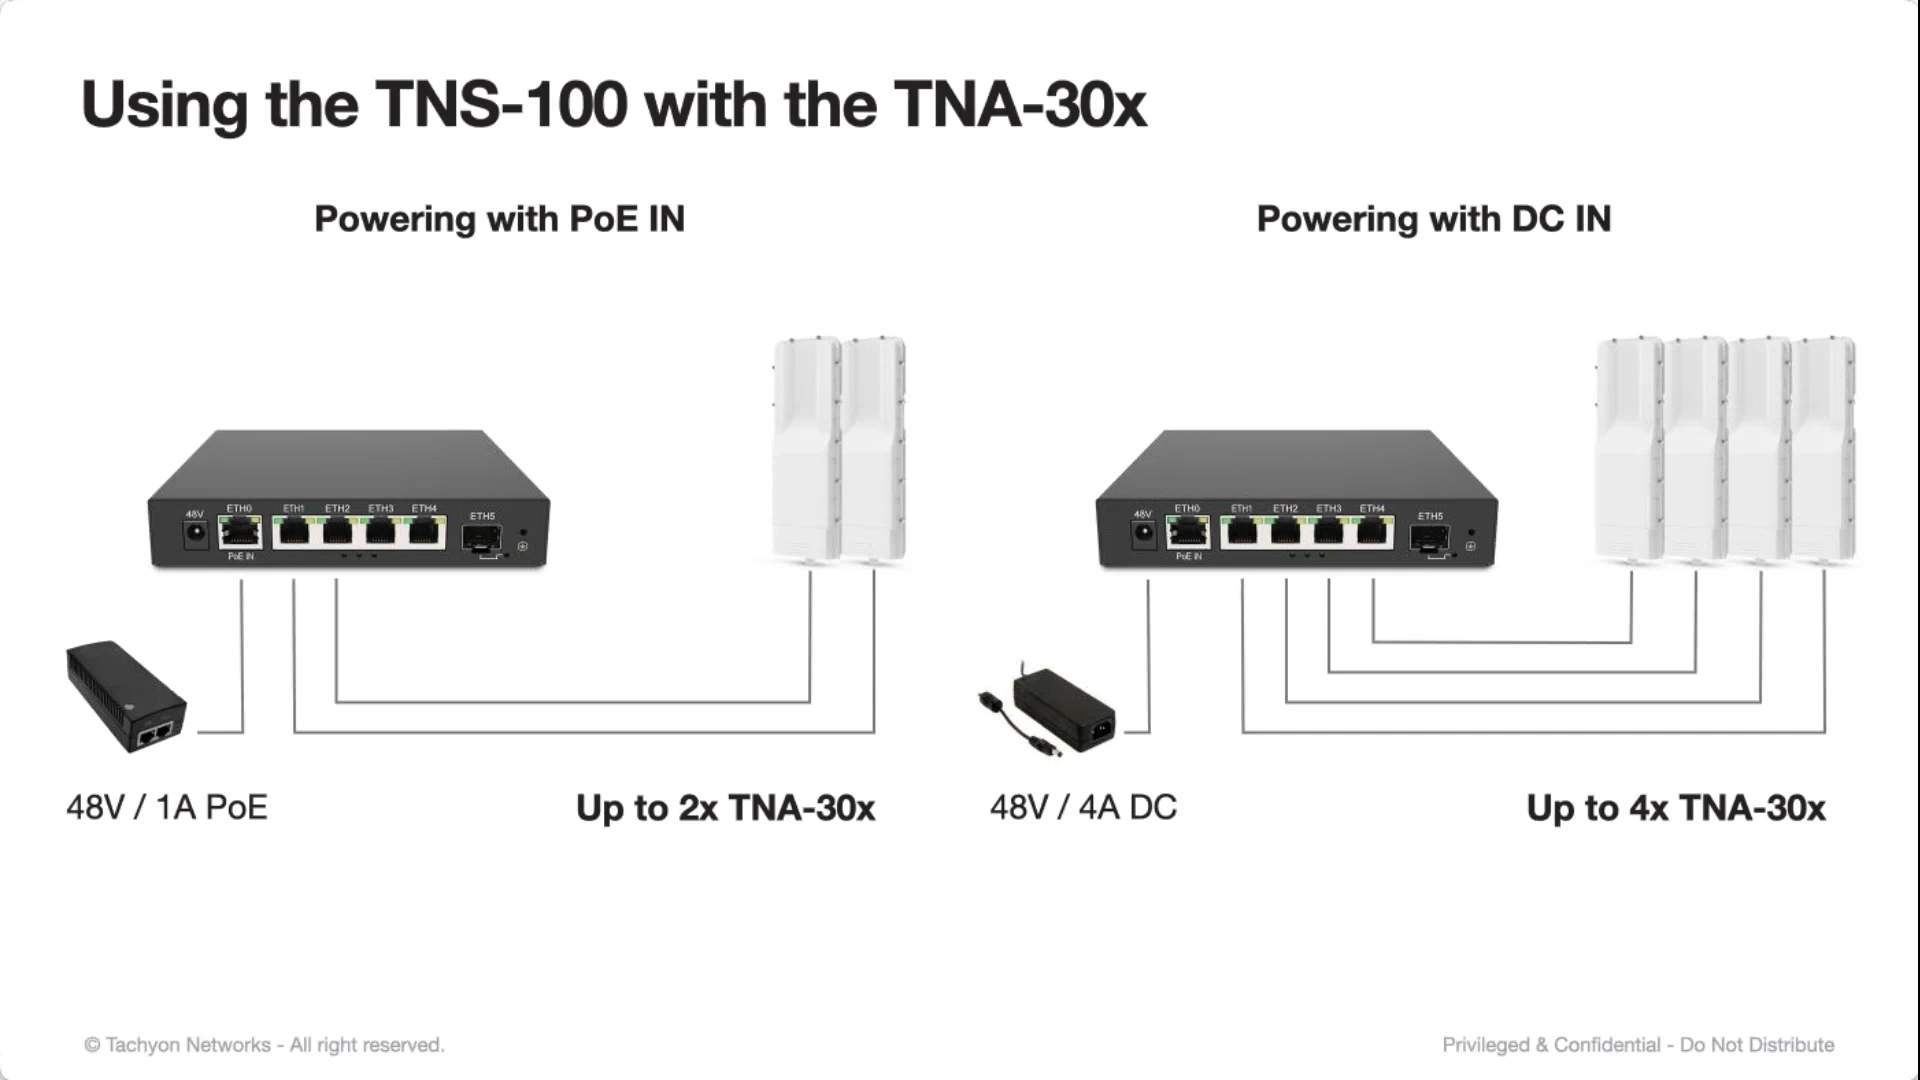 Using the TNS-100 with the TNA-30x
Powering with PoE IN
48V
ETH0
ETH1
ETH2
ETH3
ETH4
ETH5
PoE IN
48V / 1A PoE
Up to 2x TNA-30x
Powering with DC IN
48V
ETH0
ETH1
ETH2
ETH3
ETH4
ETH5
PoE IN
48V / 4A DC
Up to 4x TNA-30x
© Tachyon Networks - All right reserved.
Privileged & Confidential - Do Not Distribute